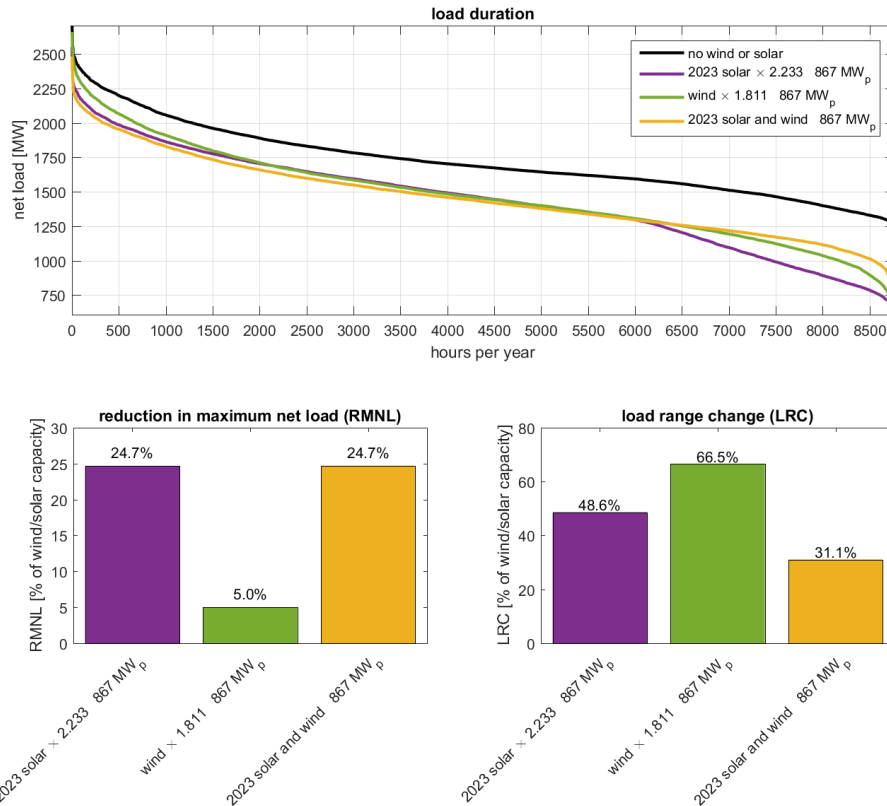 load duration
net load [MW]
2500
2250
2000
1750
1500
1250
1000
750
no wind or solar
2023 solar × 2.233 867 MWp
wind × 1.811 867 MWp
2023 solar and wind 867 MWp
0 500 1000 1500 2000 2500 3000 3500 4000 4500 5000 5500 6000 6500 7000 7500 8000 8500
hours per year
reduction in maximum net load (RMNL)
RMNL [% of wind/solar capacity]
30
25
20
15
10
5
0
24.7%
5.0%
24.7%
2023 solar × 2.233 867 MWp
wind × 1.811 867 MWp
2023 solar and wind 867 MWp
load range change (LRC)
LRC [% of wind/solar capacity]
80
60
40
20
0
48.6%
66.5%
31.1%
2023 solar × 2.233 867 MWp
wind × 1.811 867 MWp
2023 solar and wind 867 MWp